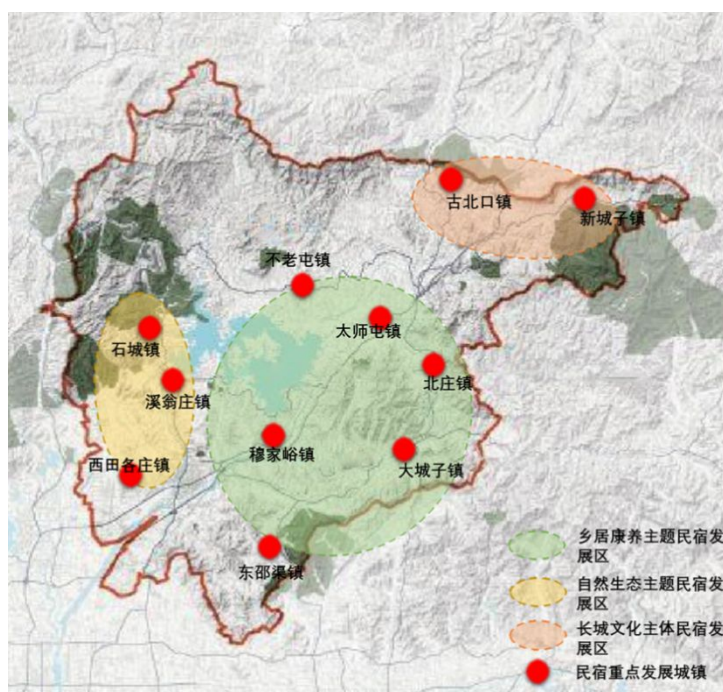 古北口镇
新城子镇
不老屯镇
太师屯镇
石城镇
北庄镇
溪翁庄镇
穆家峪镇
大城子镇
西田各庄镇
东邵渠镇
乡居康养主题民宿发
展区
自然生态主题民宿发
展区
长城文化主体民宿发
展区
民宿重点发展城镇